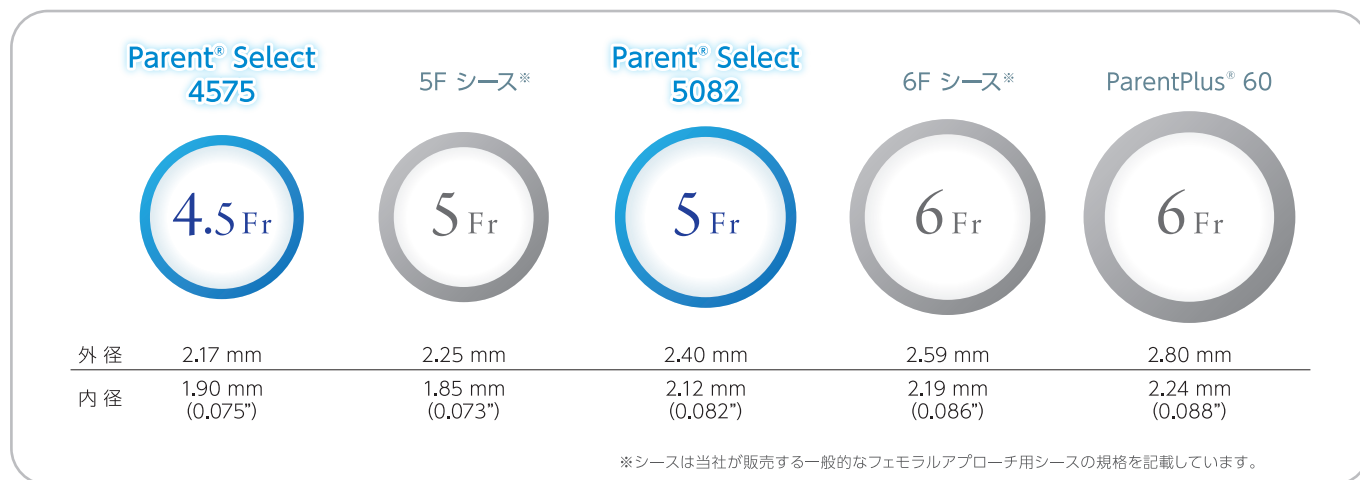 Parent® Select
4575
5F シース※
Parent® Select
5082
6F シース※
ParentPlus® 60
4.5 Fr
5 Fr
5 Fr
6 Fr
6 Fr
外 径 2.17 mm 2.25 mm 2.40 mm 2.59 mm 2.80 mm
内 径 1.90 mm 1.85 mm 2.12 mm 2.19 mm 2.24 mm
(0.075”) (0.073”) (0.082”) (0.086”) (0.088”)
※シースは当社が販売する一般的なフェモラルアプローチ用シースの規格を記載しています。